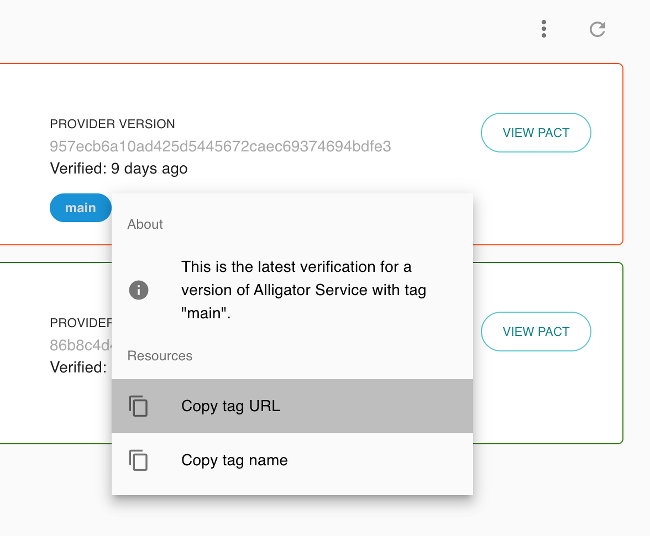 PROVIDER VERSION
957ecb6a10ad425d5445672caec69374694bdfe3
Verified: 9 days ago
VIEW PACT
main
About
This is the latest verification for a
version of Alligator Service with tag
"main".
Resources
Copy tag URL
Copy tag name
PROVIDER
86b8c4d
Verified:
VIEW PACT